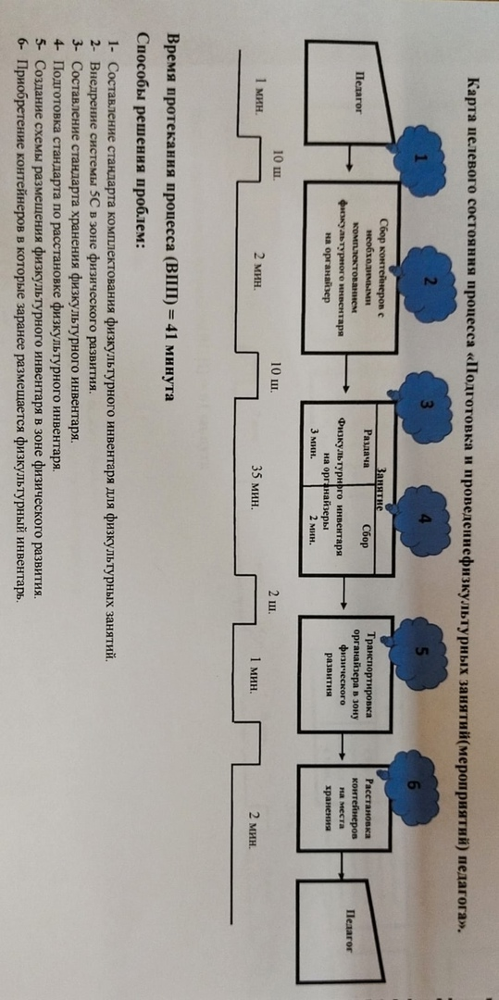 Карта целевого состояния процесса «Подготовка и проведениефизкультурных занятий(мероприятий) педагога».
1
2
3
4
5
6
Педагог
Сбор контейнеров с
необходимыми
комплектованием
физкультурного инвентаря
на органайзер
Занятие
Раздача
Сбор
Физкультурного инвентаря
на органайзеры
3 мин.
2 мин.
Транспортировка
органайзера в зону
физического
развития
Расстановка
контейнеров
на места
хранения
Педагог
1 мин.
10 ш.
2 мин.
10 ш.
35 мин.
2 ш.
1 мин.
2 мин.
Время протекания процесса (ВПП) = 41 минута
Способы решения проблем:
1- Составление стандарта комплектования физкультурного инвентаря для физкультурных занятий.
2- Внедрение системы 5С в зоне физического развития.
3- Составление стандарта хранения физкультурного инвентаря.
4- Подготовка стандарта по расстановке физкультурного инвентаря.
5- Создание схемы размещения физкультурного инвентаря в зоне физического развития.
6- Приобретение контейнеров в которые заранее размещается физкультурный инвентарь.